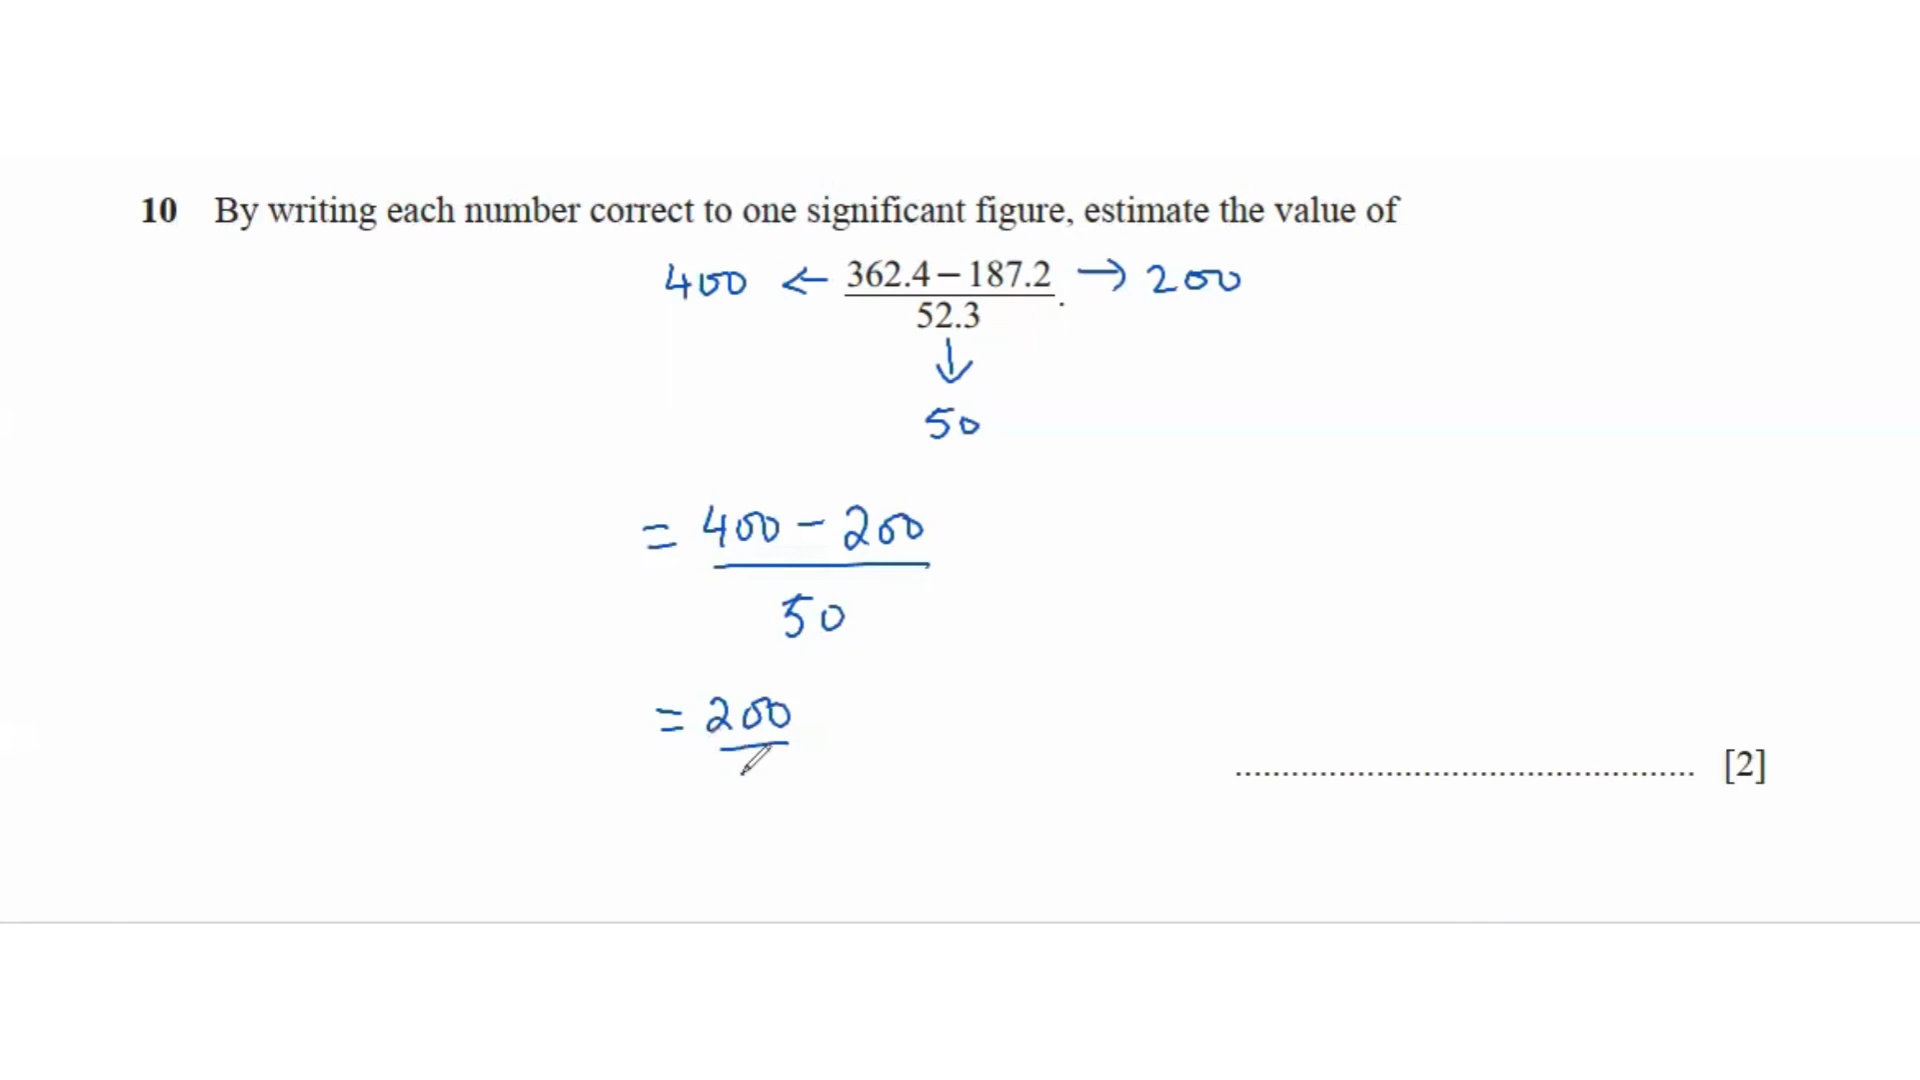 10 By writing each number correct to one significant figure, estimate the value of
400 ← 362.4 – 187.2 → 200
52.3 .
↓
50
= 400 – 200
50
= 200
.................................................. [2]